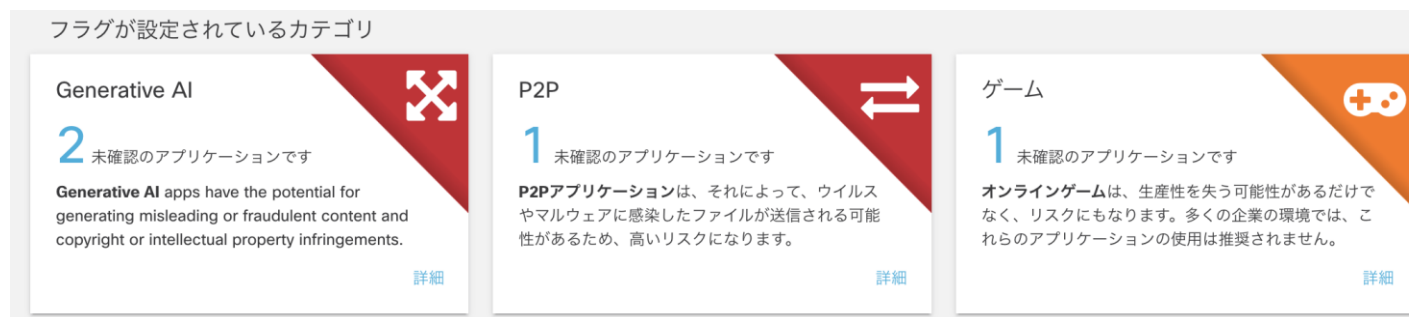 フラグが設定されているカテゴリ
Generative AI
2 未確認のアプリケーションです
Generative AI apps have the potential for
generating misleading or fraudulent content and
copyright or intellectual property infringements.
詳細
P2P
1 未確認のアプリケーションです
P2Pアプリケーションは、それによって、ウイルス
やマルウェアに感染したファイルが送信される可能
性があるため、高いリスクになります。
詳細
ゲーム
1 未確認のアプリケーションです
オンラインゲームは、生産性を失う可能性があるだけで
なく、リスクにもなります。多くの企業の環境では、こ
れらのアプリケーションの使用は推奨されません。
詳細